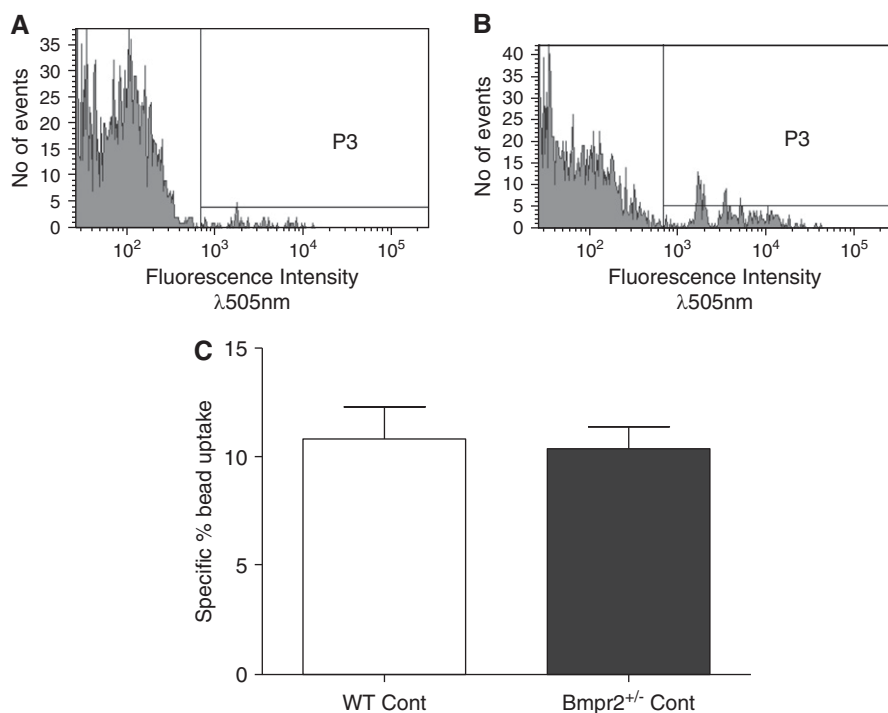 A
No of events
35
30
25
20
15
10
5
0
P3
10²
10³
10⁴
10⁵
Fluorescence Intensity
λ505nm
B
No of events
40
35
30
25
20
15
10
5
0
P3
10²
10³
10⁴
10⁵
Fluorescence Intensity
λ505nm
C
Specific % bead uptake
15
10
5
0
WT Cont
Bmpr2⁺/⁻ Cont